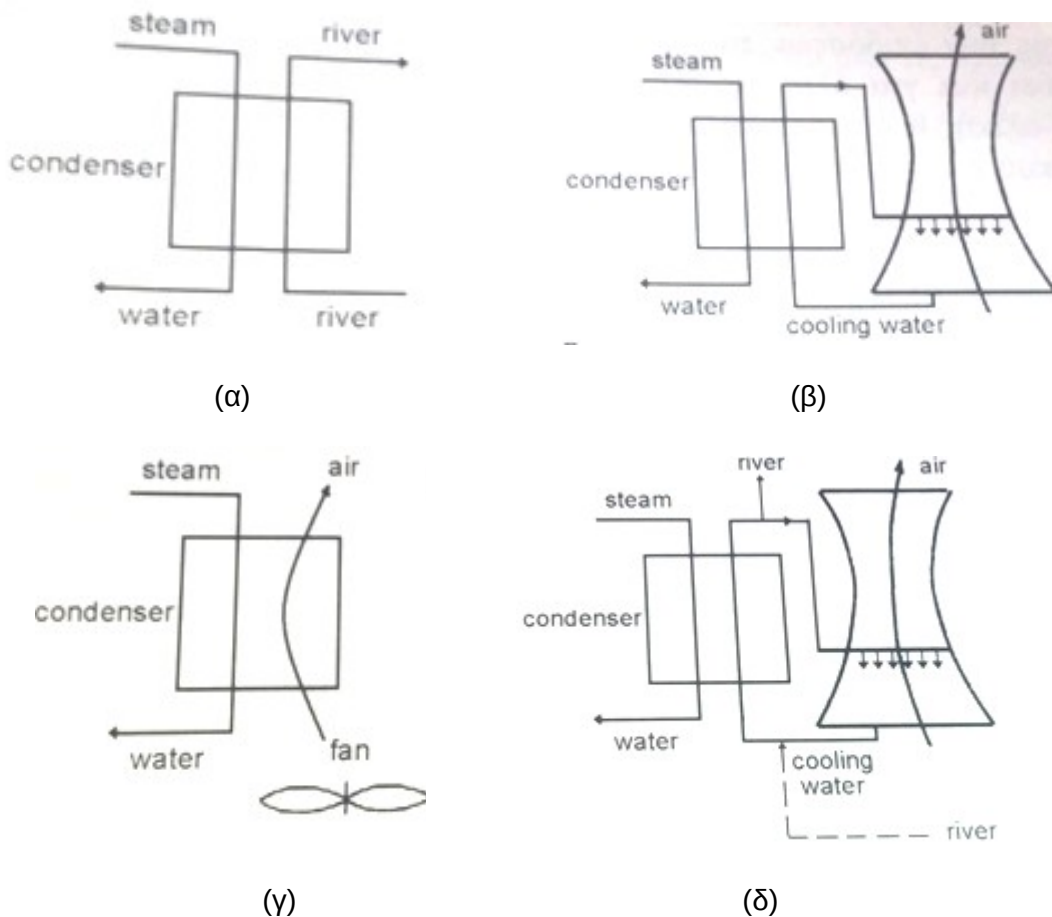 steam
river
condenser
water
river
(α)
air
steam
condenser
water
cooling water
(β)
steam
air
condenser
water
fan
(γ)
river
air
steam
condenser
water
cooling
water
river
(δ)